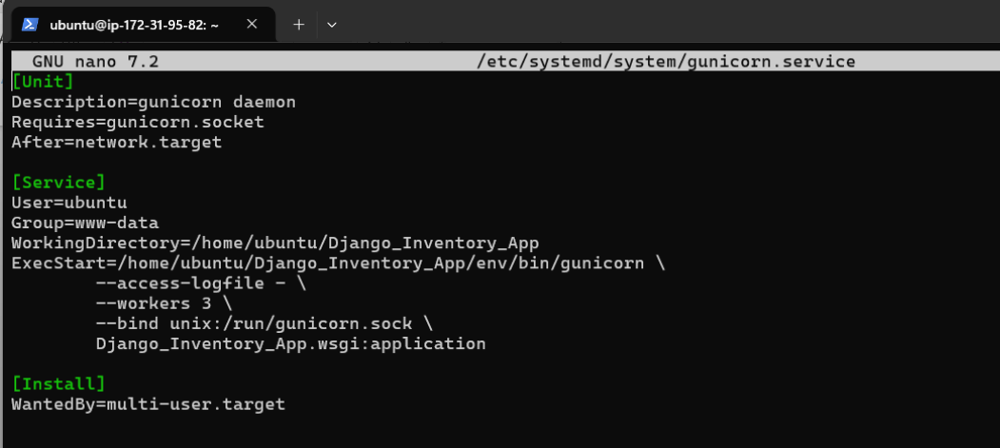 ubuntu@ip-172-31-95-82: ~
GNU nano 7.2 /etc/systemd/system/gunicorn.service
[Unit]
Description=gunicorn daemon
Requires=gunicorn.socket
After=network.target
[Service]
User=ubuntu
Group=www-data
WorkingDirectory=/home/ubuntu/Django_Inventory_App
ExecStart=/home/ubuntu/Django_Inventory_App/env/bin/gunicorn \
--access-logfile - \
--workers 3 \
--bind unix:/run/gunicorn.sock \
Django_Inventory_App.wsgi:application
[Install]
WantedBy=multi-user.target